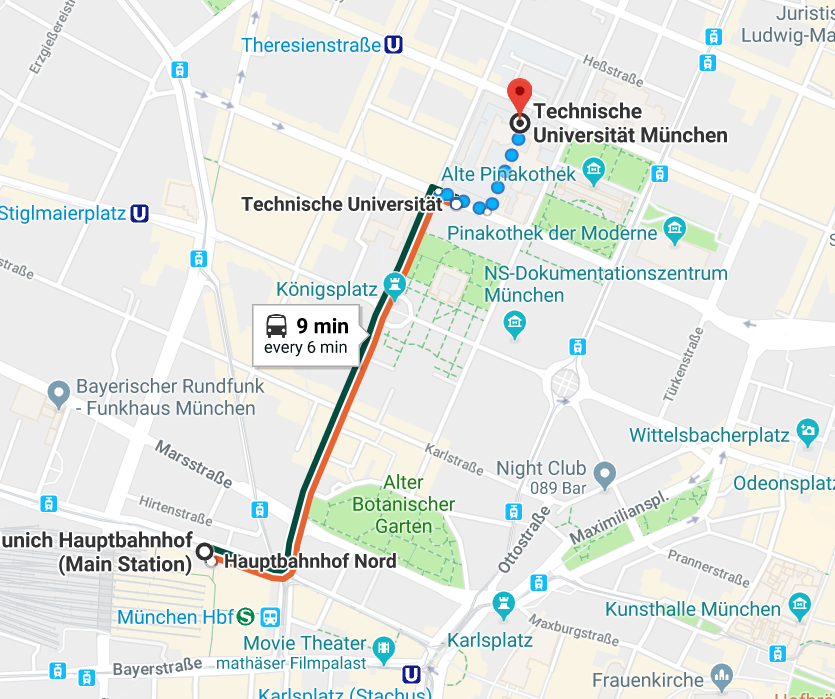 Juristis
Ludwig-Ma
Theresienstraße U
Erzgießereistr
Heßstraße
Technische
Universität München
Alte Pinakothek
Technische Universität
Stiglmaierplatz U
Pinakothek der Moderne
S
straße
NS-Dokumentationszentrum
München
Königsplatz
9 min
every 6 min
Türkenstraße
Bayerischer Rundfunk
- Funkhaus München
Wittelsbacherplatz
Marsstraße
Karlstraße
Night Club
089 Bar
Odeonsplatz
Alter
Botanischer
Garten
Hirtenstraße
Maximilianspl.
Ottostraße
unich Hauptbahnhof
(Main Station)
Hauptbahnhof Nord
Prannerstraße
München Hbf S
Kunsthalle München
Maxburgstraße
Karlsplatz
Movie Theater
mathäser Filmpalast
Bayerstraße
U
Karlsplatz (Stachus)
Frauenkirche
Hofbrä